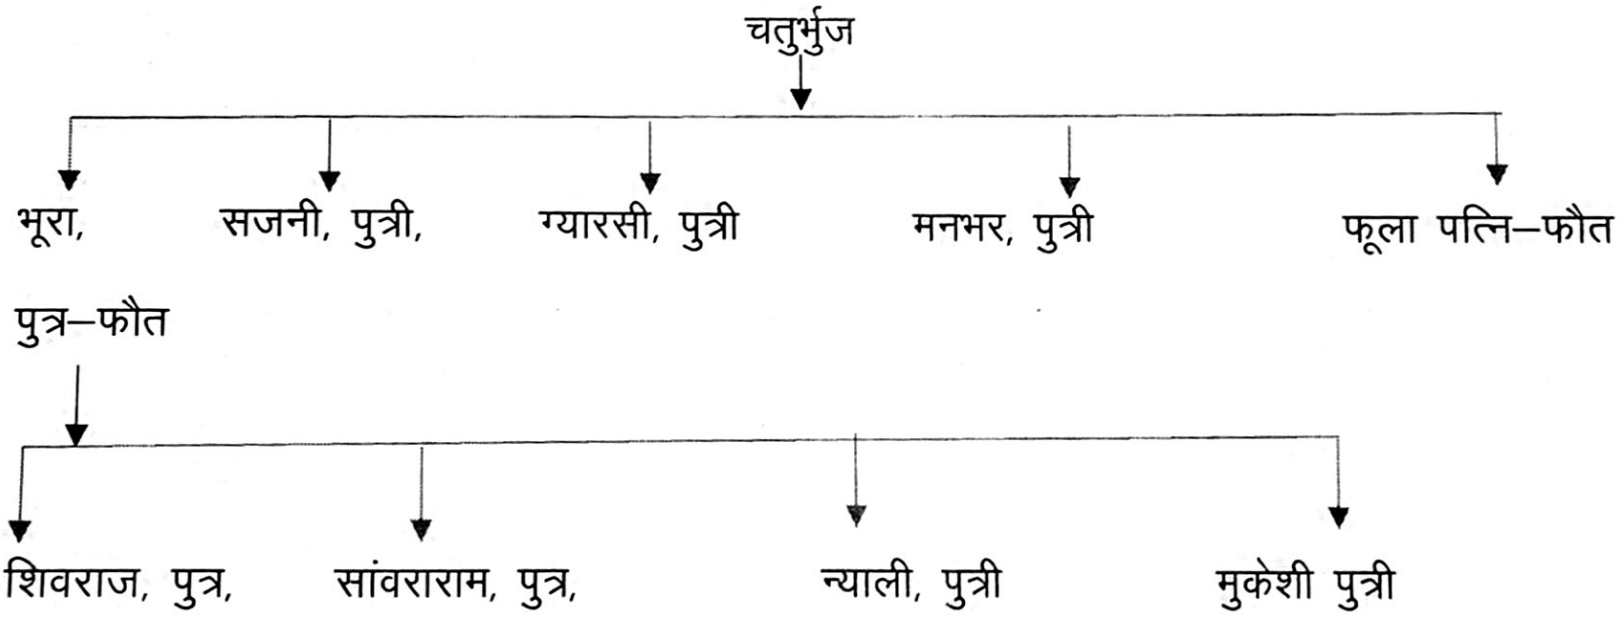 चतुर्भुज
भूरा, सजनी, पुत्री, ग्यारसी, पुत्री मनभर, पुत्री फूला पत्नि–फौत
पुत्र–फौत
शिवराज, पुत्र, सांवराराम, पुत्र, न्याली, पुत्री मुकेशी पुत्री